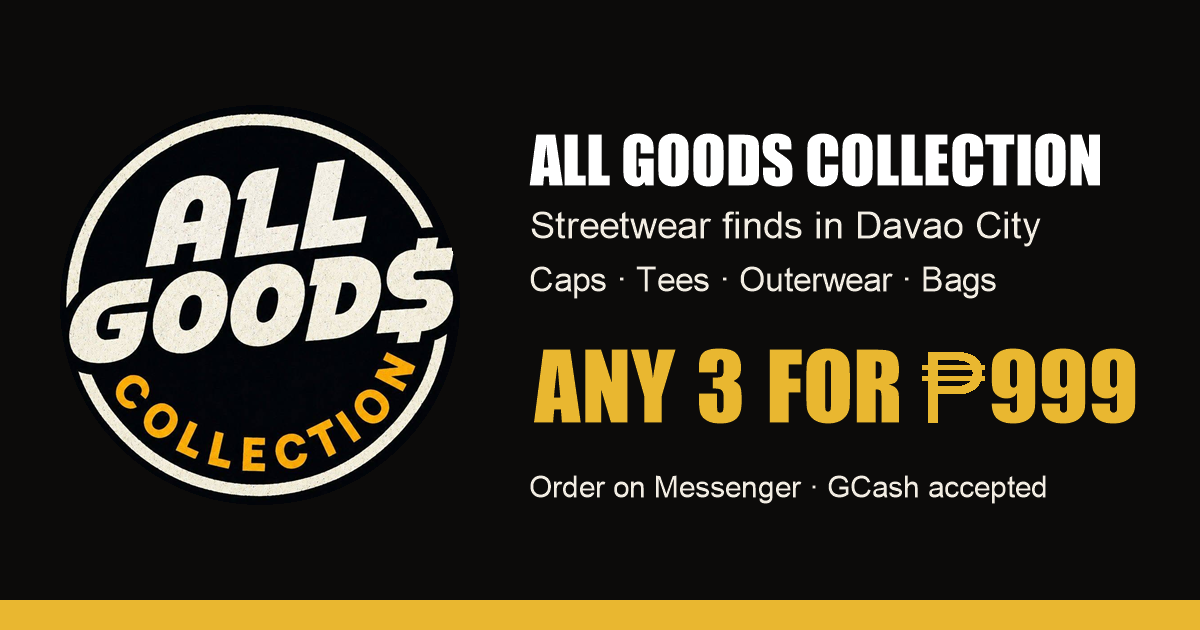 ALL
GOOD$
COLLECTION
ALL GOODS COLLECTION
Streetwear finds in Davao City
Caps · Tees · Outerwear · Bags
ANY 3 FOR ₱999
Order on Messenger · GCash accepted